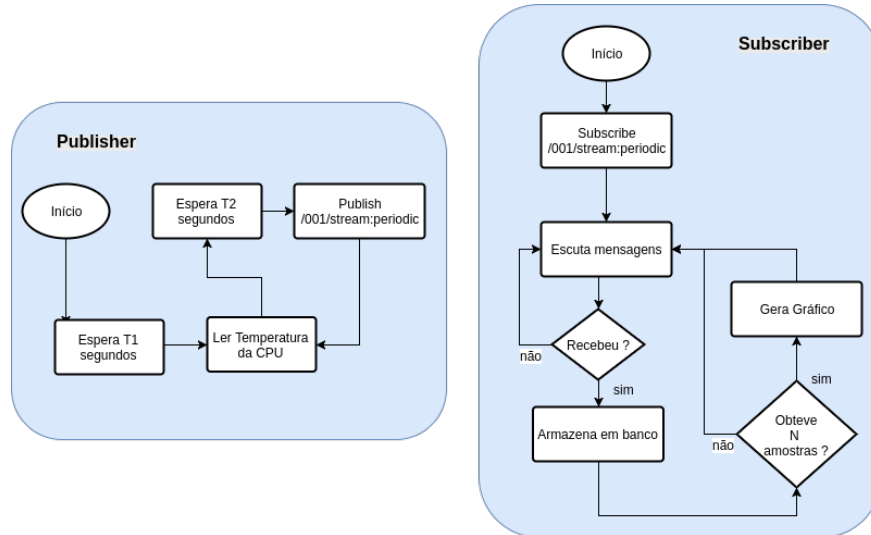 Publisher
Início
Espera T1
segundos
Ler Temperatura
da CPU
Espera T2
segundos
Publish
/001/stream:periodic
Subscriber
Início
Subscribe
/001/stream:periodic
Escuta mensagens
Recebeu ?
não
sim
Armazena em banco
Obteve
N
amostras ?
não
sim
Gera Gráfico